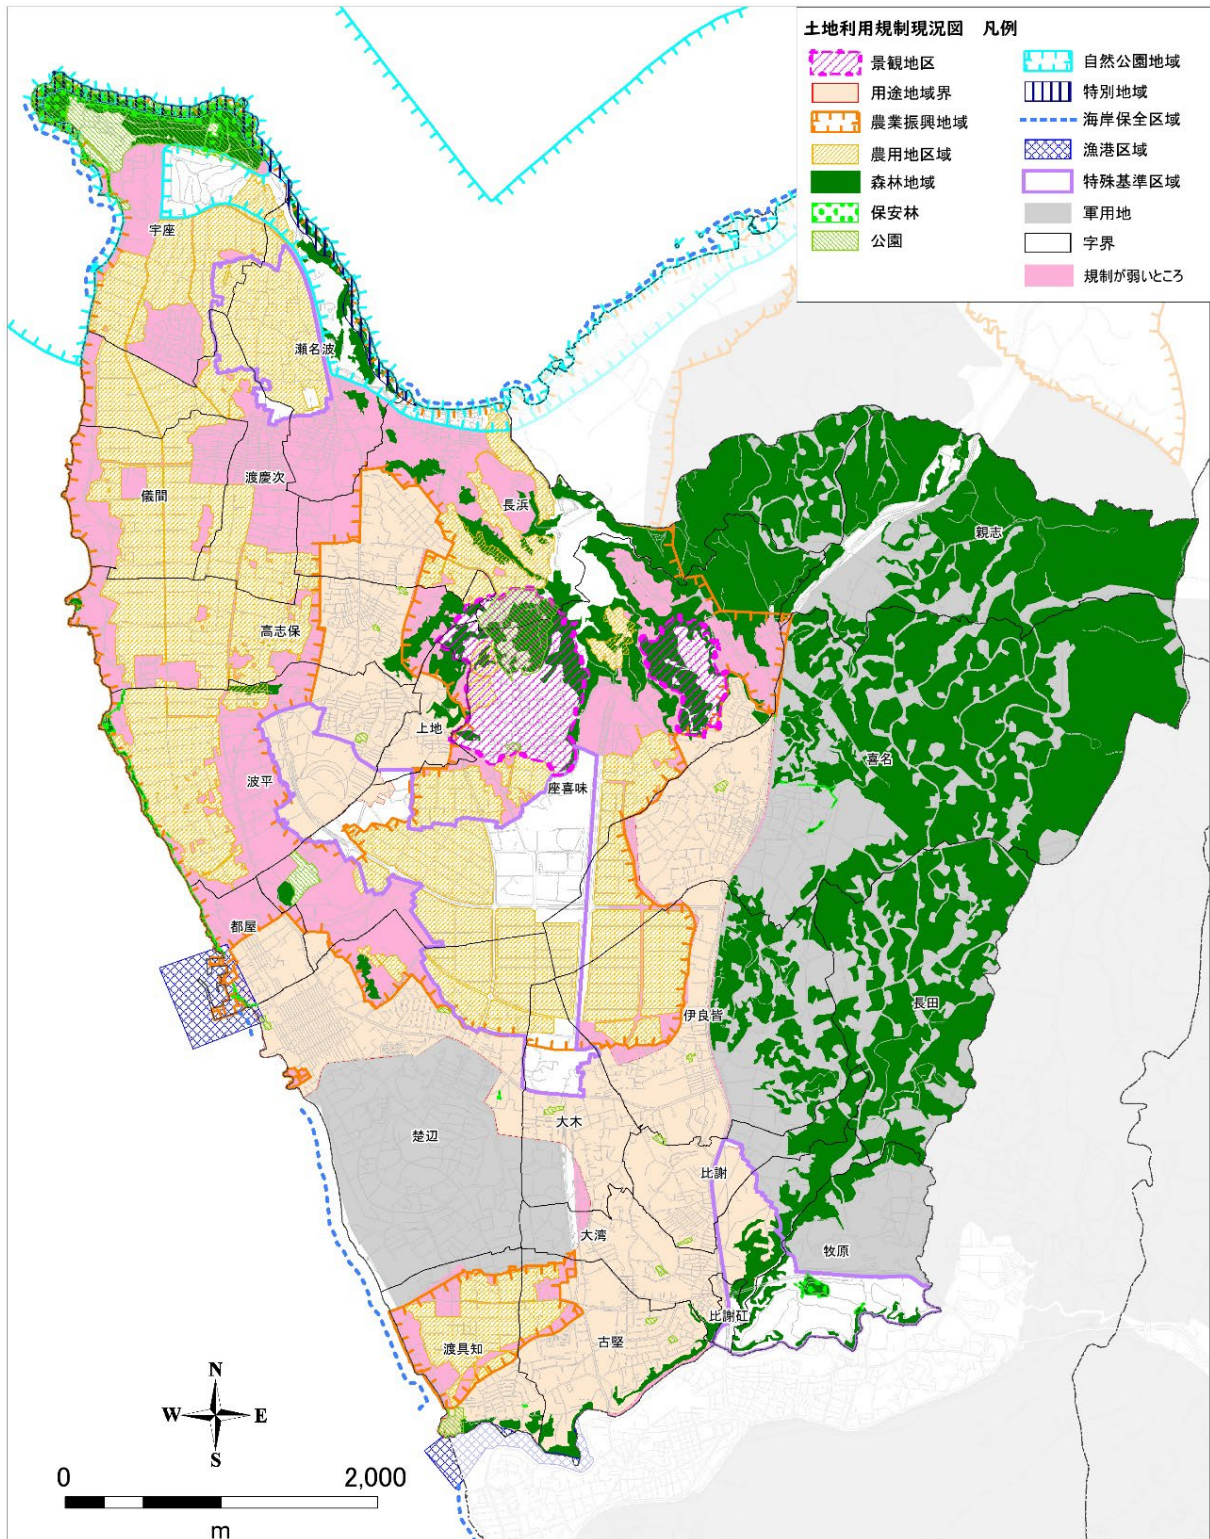 土地利用規制現況図 凡例
景観地区
用途地域界
農業振興地域
農用地区域
森林地域
保安林
公園
自然公園地域
特別地域
海岸保全区域
漁港区域
特殊基準区域
軍用地
字界
規制が弱いところ
宇座
瀬名波
渡慶次
儀間
長浜
親志
高志保
上地
喜名
波平
座喜味
都屋
長田
伊良皆
楚辺
大木
比謝
大湾
牧原
比謝矼
古堅
渡具知
N
W E
S
0 2,000
m